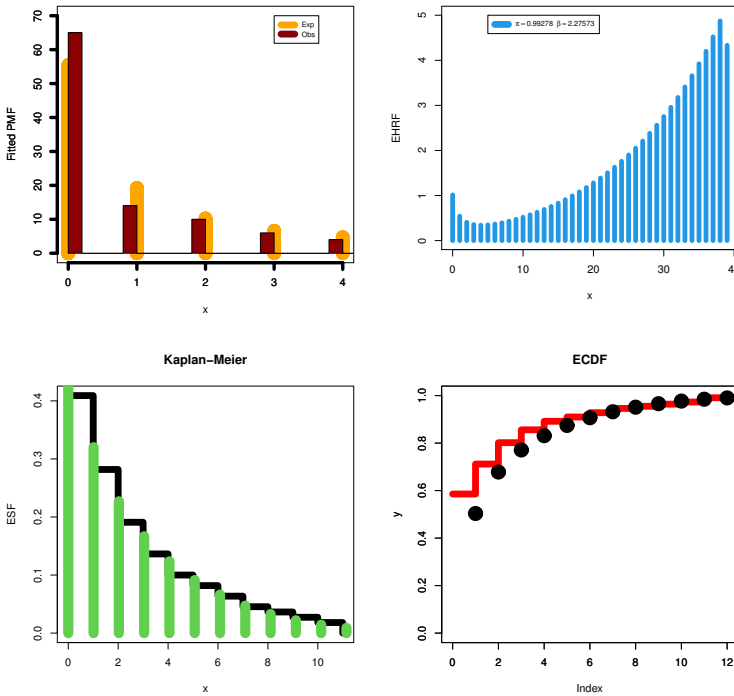 Exp
Obs
70
60
50
40
30
20
10
0
Fitted PMF
0 1 2 3 4
x
π−0.99278 β−2.27573
5
4
3
2
1
0
EHRF
0 10 20 30 4
x
Kaplan−Meier
0.4
0.3
0.2
0.1
0.0
ESF
0 2 4 6 8 10
x
ECDF
1.0
0.8
0.6
0.4
0.2
0.0
y
0 2 4 6 8 10 12
Index